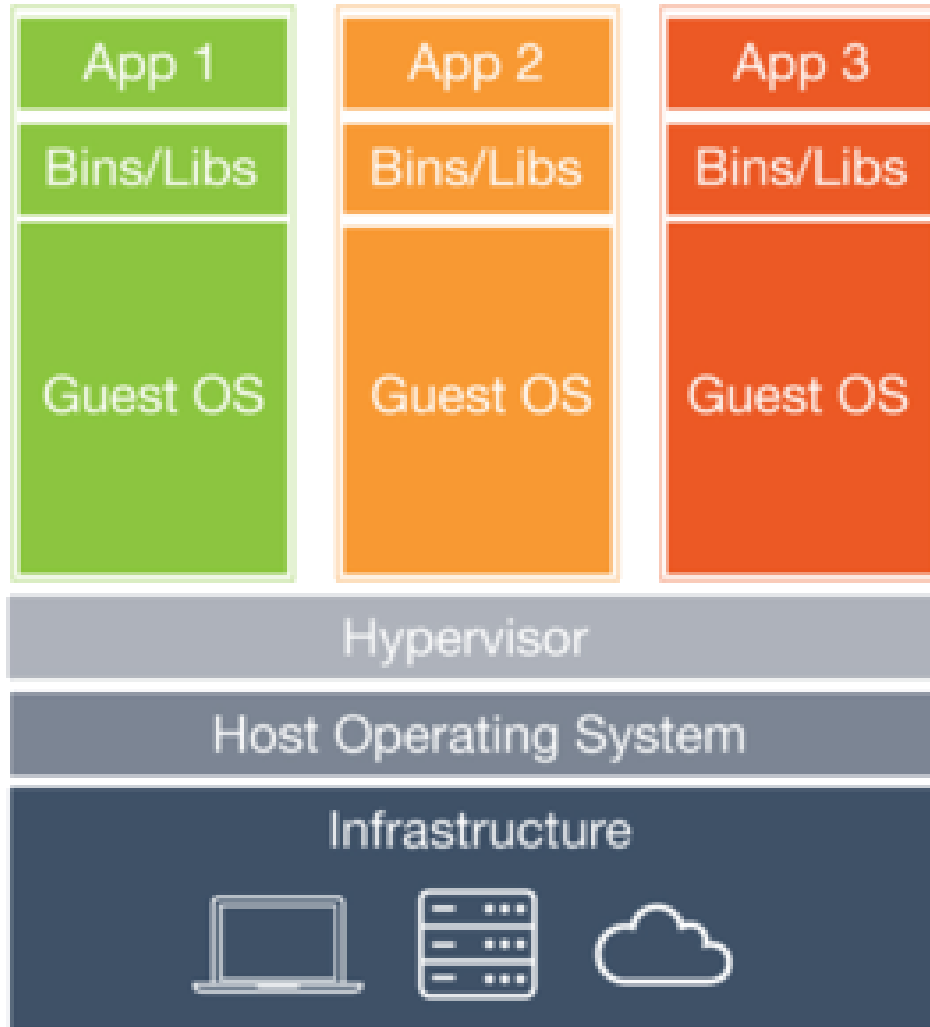 App 1
App 2
App 3
Bins/Libs
Bins/Libs
Bins/Libs
Guest OS
Guest OS
Guest OS
Hypervisor
Host Operating System
Infrastructure